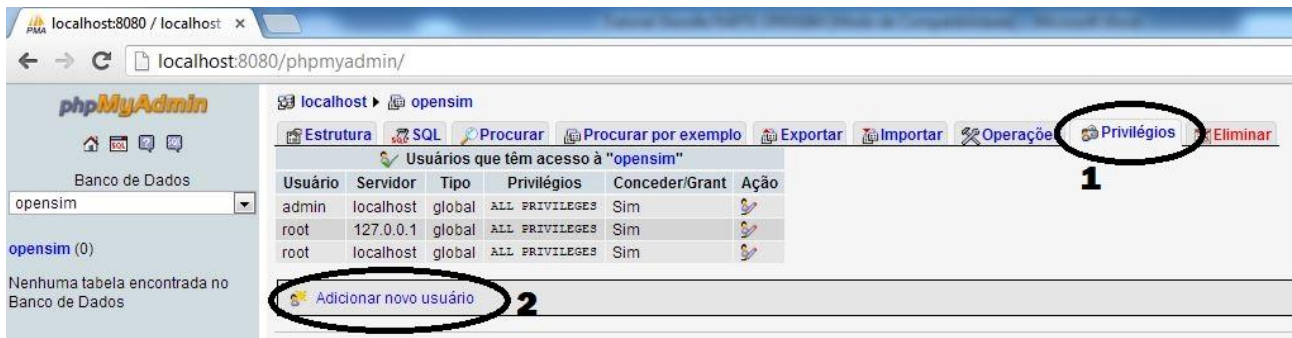 localhost:8080 / localhost ×
localhost:8080/phpmyadmin/
phpMyAdmin
SQL
Banco de Dados
opensim
opensim (0)
Nenhuma tabela encontrada no
Banco de Dados
localhost ▸ opensim
Estrutura SQL Procurar Procurar por exemplo Exportar Importar Operaçõe Privilégios Eliminar
1
Usuários que têm acesso à "opensim"
Usuário Servidor Tipo Privilégios Conceder/Grant Ação
admin localhost global ALL PRIVILEGES Sim
root 127.0.0.1 global ALL PRIVILEGES Sim
root localhost global ALL PRIVILEGES Sim
Adicionar novo usuário 2